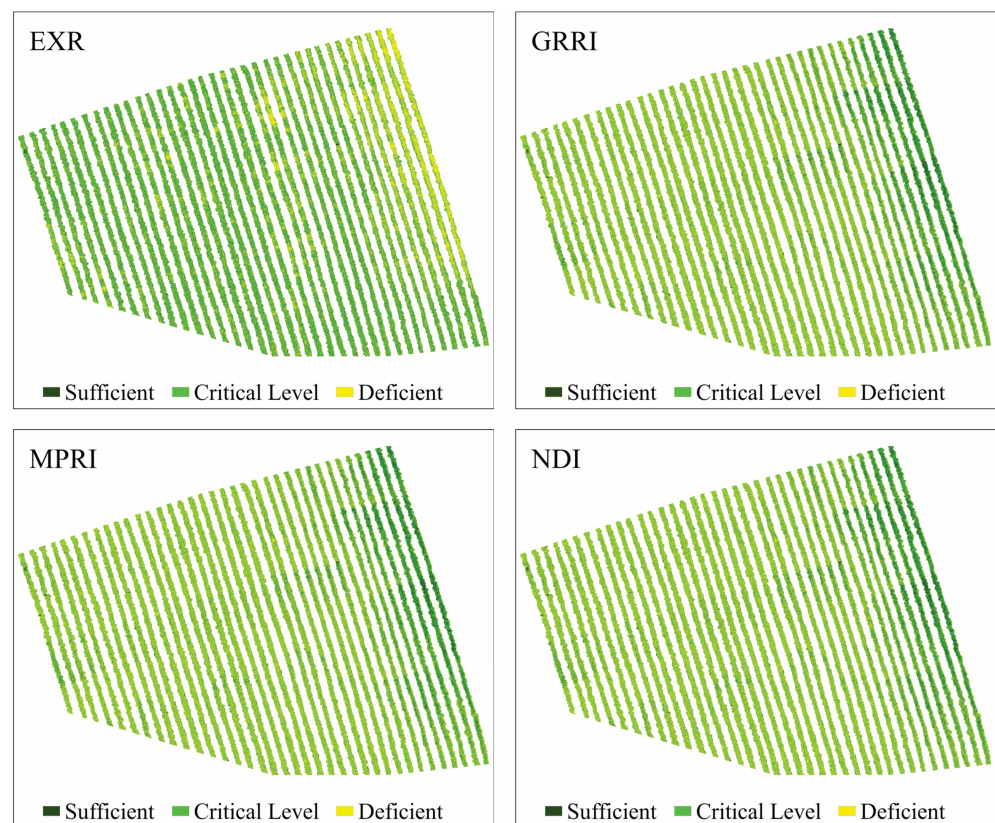 EXR
GRRI
Sufficient Critical Level Deficient
Sufficient Critical Level Deficient
MPRI
NDI
Sufficient Critical Level Deficient
Sufficient Critical Level Deficient